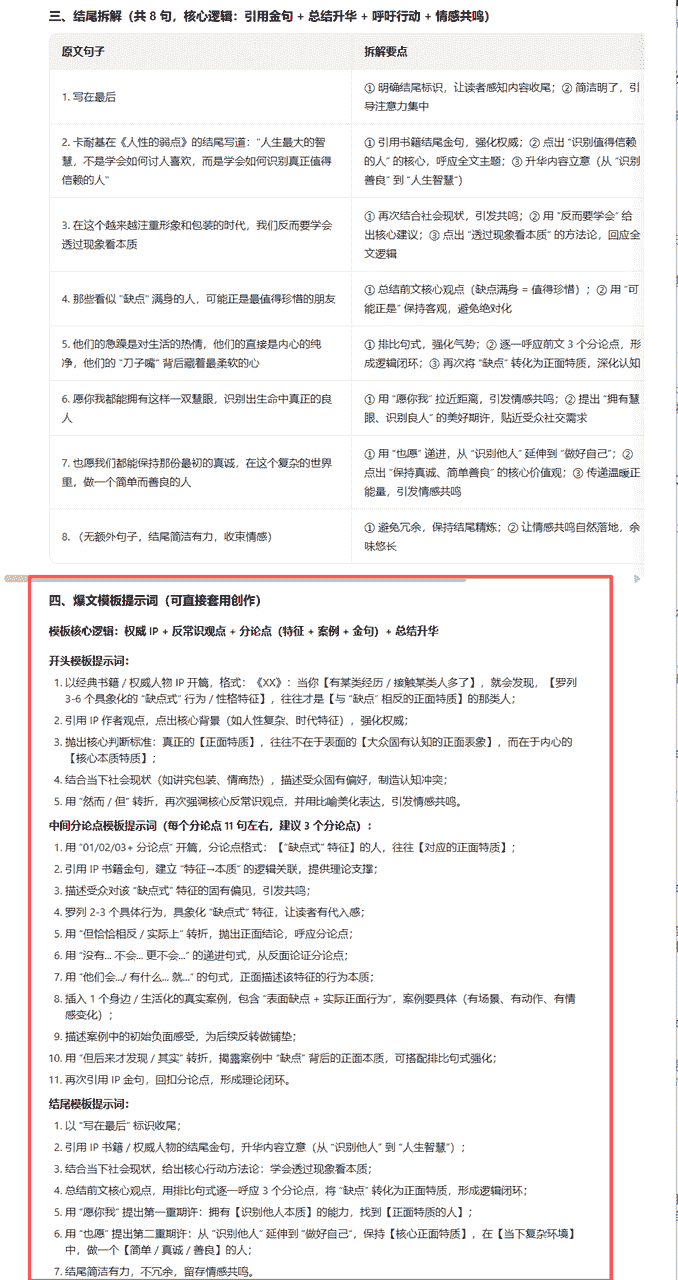 三、结尾拆解（共 8 句，核心逻辑：引用金句 + 总结升华 + 呼吁行动 + 情感共鸣）
原文句子
拆解要点
1. 写在最后
① 明确结尾标识，让读者感知内容收尾；② 简洁明了，引
导注意力集中
2. 卡耐基在《人性的弱点》的结尾写道："人生最大的智
慧，不是学会如何讨人喜欢，而是学会如何识别真正值得
信赖的人"
① 引用书籍结尾金句，强化权威；② 点出 “识别值得信赖
的人” 的核心，呼应全文主题；③ 升华内容立意（从 “识别
善良” 到 “人生智慧”）
3. 在这个越来越注重形象和包装的时代，我们反而要学会
透过现象看本质
① 再次结合社会现状，引发共鸣；② 用 “反而要学会” 给
出核心建议；③ 点出 “透过现象看本质” 的方法论，回应全
文逻辑
4. 那些看似 "缺点" 满身的人，可能正是最值得珍惜的朋友
① 总结前文核心观点（缺点满身 = 值得珍惜）；② 用 “可
能正是” 保持客观，避免绝对化
5. 他们的急躁是对生活的热情，他们的直接是内心的纯
净，他们的 "刀子嘴" 背后藏着最柔软的心
① 排比句式，强化气势；② 逐一呼应前文 3 个分论点，形
成逻辑闭环；③ 再次将 “缺点” 转化为正面特质，深化认知
6. 愿你我都能拥有这样一双慧眼，识别出生命中真正的良
人
① 用 “愿你我” 拉近距离，引发情感共鸣；② 提出 “拥有慧
眼、识别良人” 的美好期许，贴近受众社交需求
7. 也愿我们都能保持那份最初的真诚，在这个复杂的世界
里，做一个简单而善良的人
① 用 “也愿” 递进，从 “识别他人” 延伸到 “做好自己”；②
点出 “保持真诚、简单善良” 的核心价值观；③ 传递温暖正
能量，引发情感共鸣
8. （无额外句子，结尾简洁有力，收束情感）
① 避免冗余，保持结尾精炼；② 让情感共鸣自然落地，余
味悠长
四、爆文模板提示词（可直接套用创作）
模板核心逻辑：权威 IP + 反常识观点 + 分论点（特征 + 案例 + 金句）+ 总结升华
开头模板提示词：
1. 以经典书籍 / 权威人物 IP 开篇，格式：《XX》：当你【有某类经历 / 接触某类人多了】，就会发现，【罗列
3-6 个具象化的 “缺点式” 行为 / 性格特征】，往往才是【与 “缺点” 相反的正面特质】的那类人；
2. 引用 IP 作者观点，点出核心背景（如人性复杂、时代特征），强化权威；
3. 抛出核心判断标准：真正的【正面特质】，往往不在于表面的【大众固有认知的正面表象】，而在于内心的
【核心本质特质】；
4. 结合当下社会现状（如讲究包装、情商热），描述受众固有偏好，制造认知冲突；
5. 用 “然而 / 但” 转折，再次强调核心反常识观点，并用比喻美化表达，引发情感共鸣。
中间分论点模板提示词（每个分论点 11 句左右，建议 3 个分论点）：
1. 用 “01/02/03+ 分论点” 开篇，分论点格式：【“缺点式” 特征】的人，往往【对应的正面特质】；
2. 引用 IP 书籍金句，建立 “特征→本质” 的逻辑关联，提供理论支撑；
3. 描述受众对该 “缺点式” 特征的固有偏见，引发共鸣；
4. 罗列 2-3 个具体行为，具象化 “缺点式” 特征，让读者有代入感；
5. 用 “但恰恰相反 / 实际上” 转折，抛出正面结论，呼应分论点；
6. 用 “没有... 不会... 更不会...” 的递进句式，从反面论证分论点；
7. 用 “他们会.../ 有什么... 就...” 的句式，正面描述该特征的行为本质；
8. 插入 1 个身边 / 生活化的真实案例，包含 “表面缺点 + 实际正面行为”，案例要具体（有场景、有动作、有情
感变化）；
9. 描述案例中的初始负面感受，为后续反转做铺垫；
10. 用 “但后来才发现 / 其实” 转折，揭露案例中 “缺点” 背后的正面本质，可搭配排比句式强化；
11. 再次引用 IP 金句，回扣分论点，形成理论闭环。
结尾模板提示词：
1. 以 “写在最后” 标识收尾；
2. 引用 IP 书籍 / 权威人物的结尾金句，升华内容立意（从 “识别他人” 到 “人生智慧”）；
3. 结合当下社会现状，给出核心行动方法论：学会透过现象看本质；
4. 总结前文核心观点，用排比句式逐一呼应 3 个分论点，将 “缺点” 转化为正面特质，形成逻辑闭环；
5. 用 “愿你我” 提出第一重期许：拥有【识别他人本质】的能力，找到【正面特质的人】；
6. 用 “也愿” 提出第二重期许：从 “识别他人” 延伸到 “做好自己”，保持【核心正面特质】，在【当下复杂环境】
中，做一个【简单 / 真诚 / 善良】的人；
7. 结尾简洁有力，不冗余，留存情感共鸣。